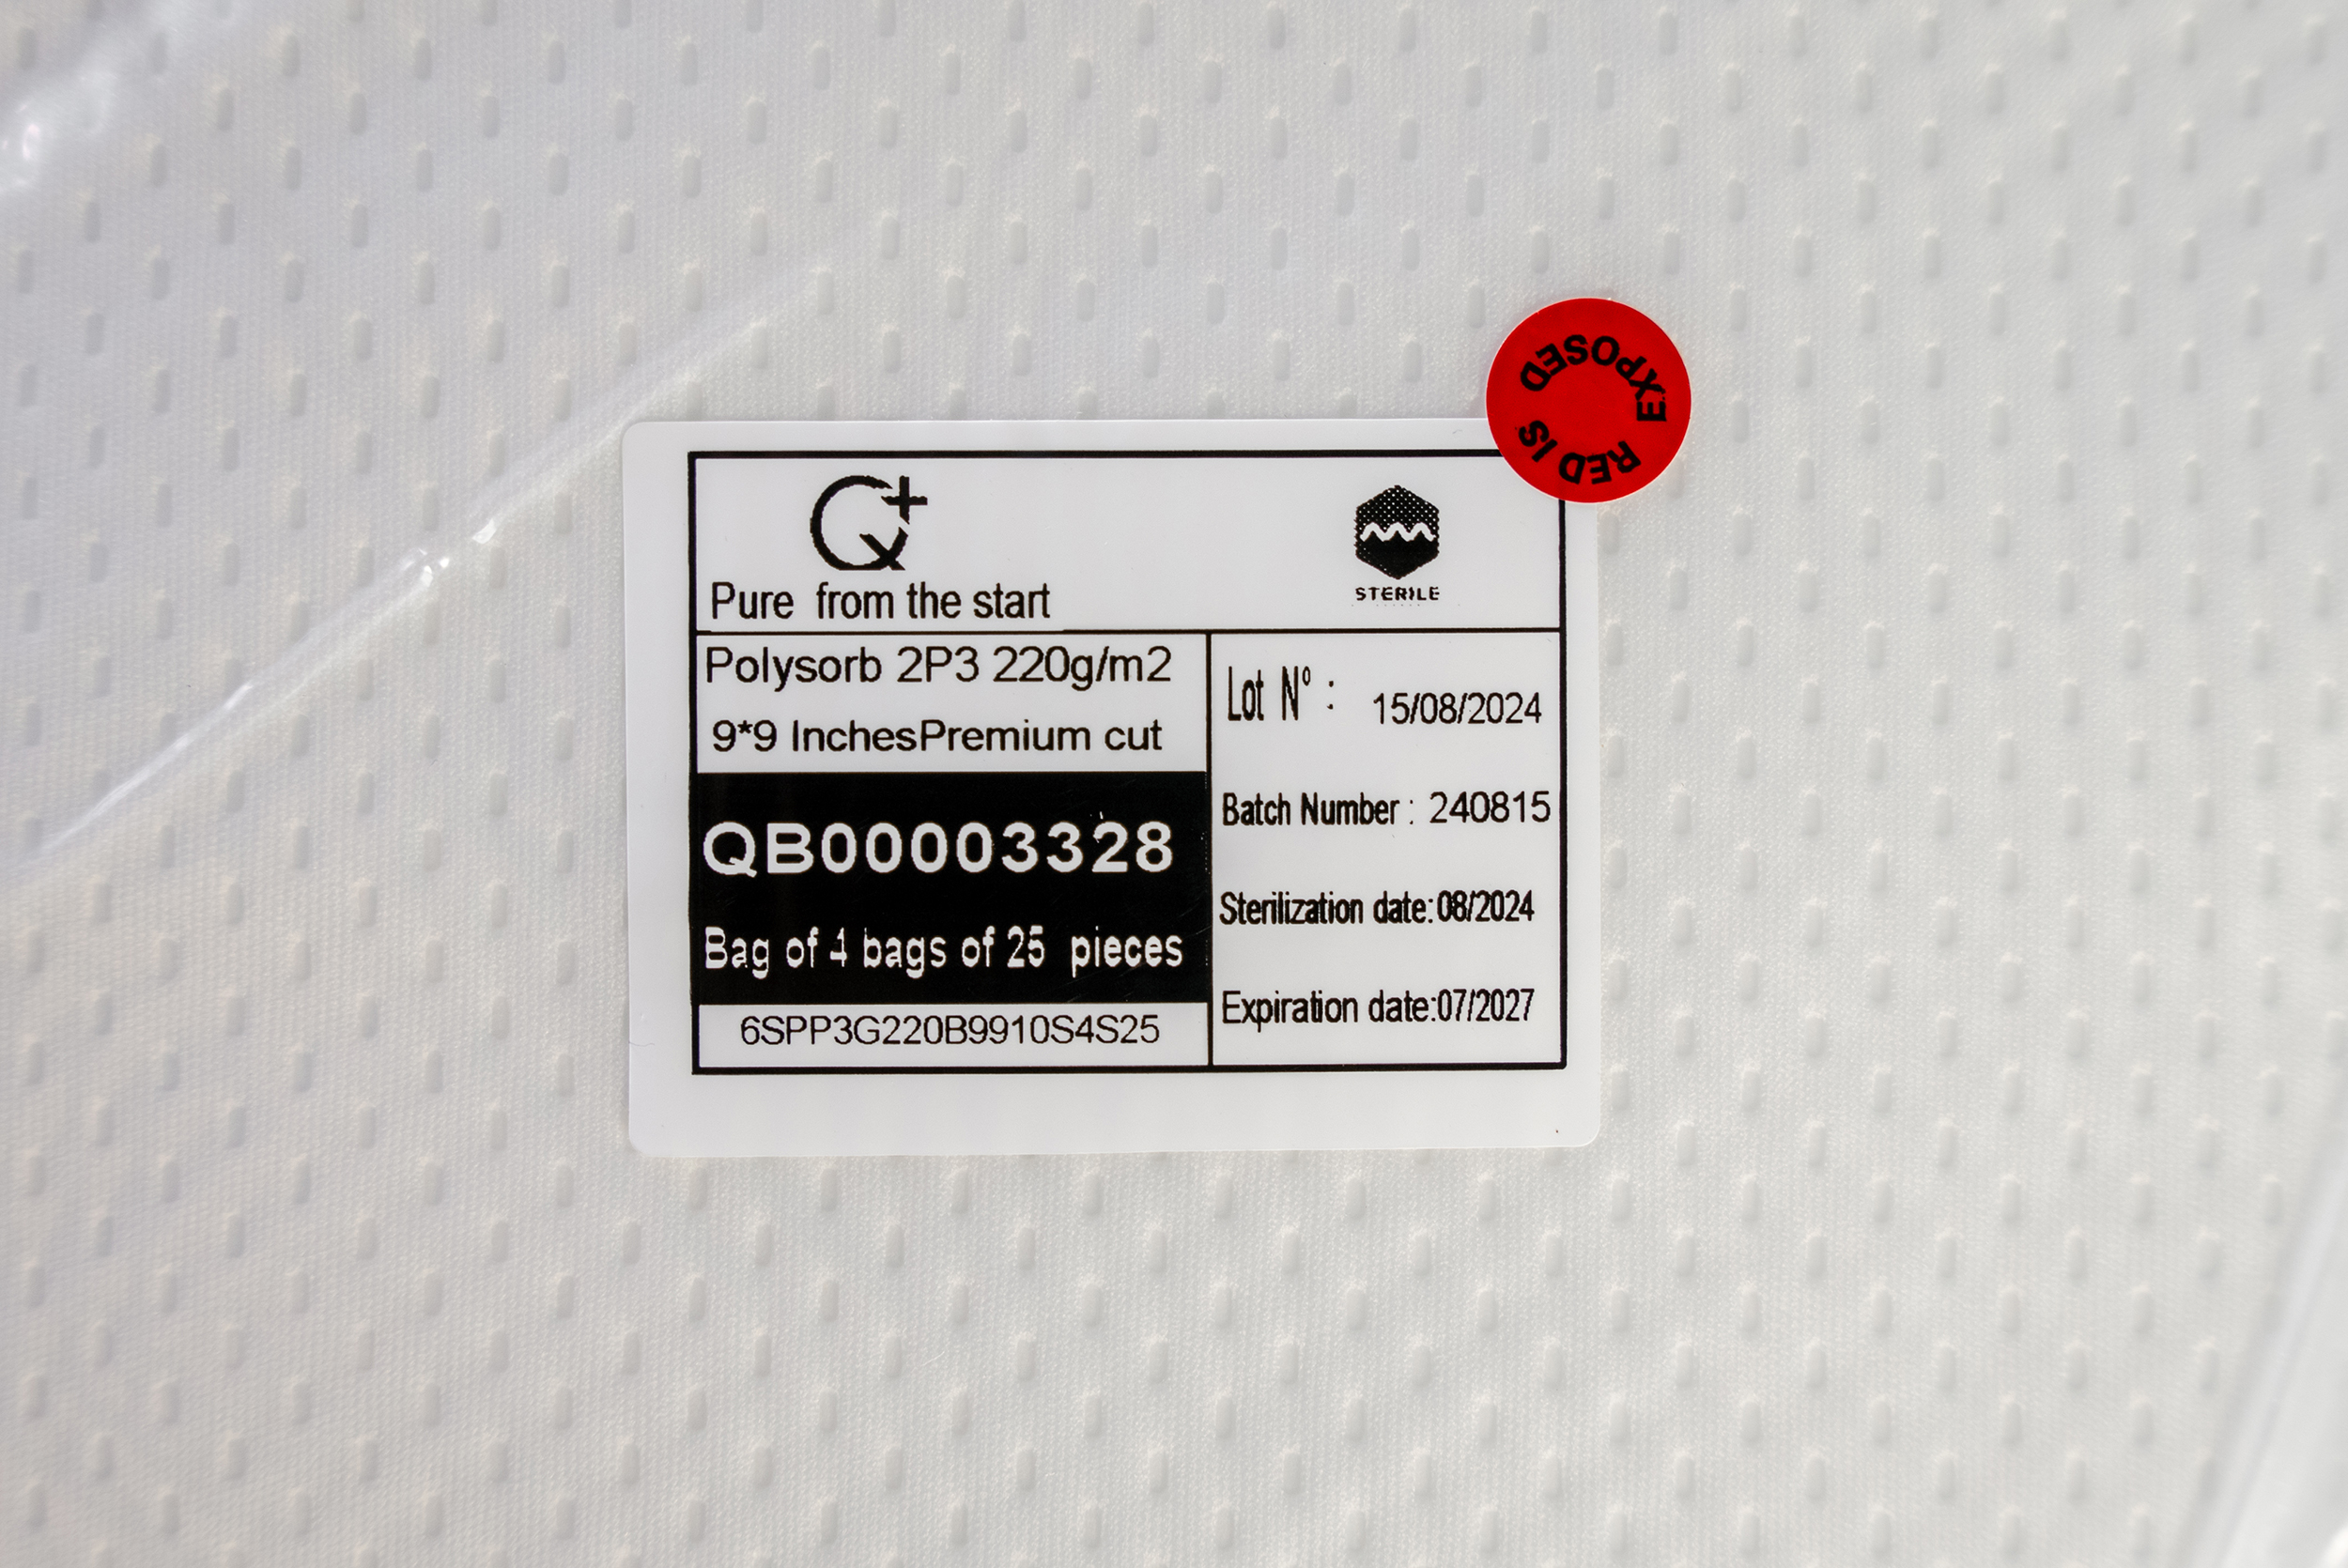 RED IS EXPOSED
Q+
Pure from the start
STERILE
Polysorb 2P3 220g/m2
9*9 InchesPremium cut
QB00003328
Bag of 4 bags of 25 pieces
6SPP3G220B9910S4S25
Lot N° : 15/08/2024
Batch Number : 240815
Sterilization date:08/2024
Expiration date:07/2027